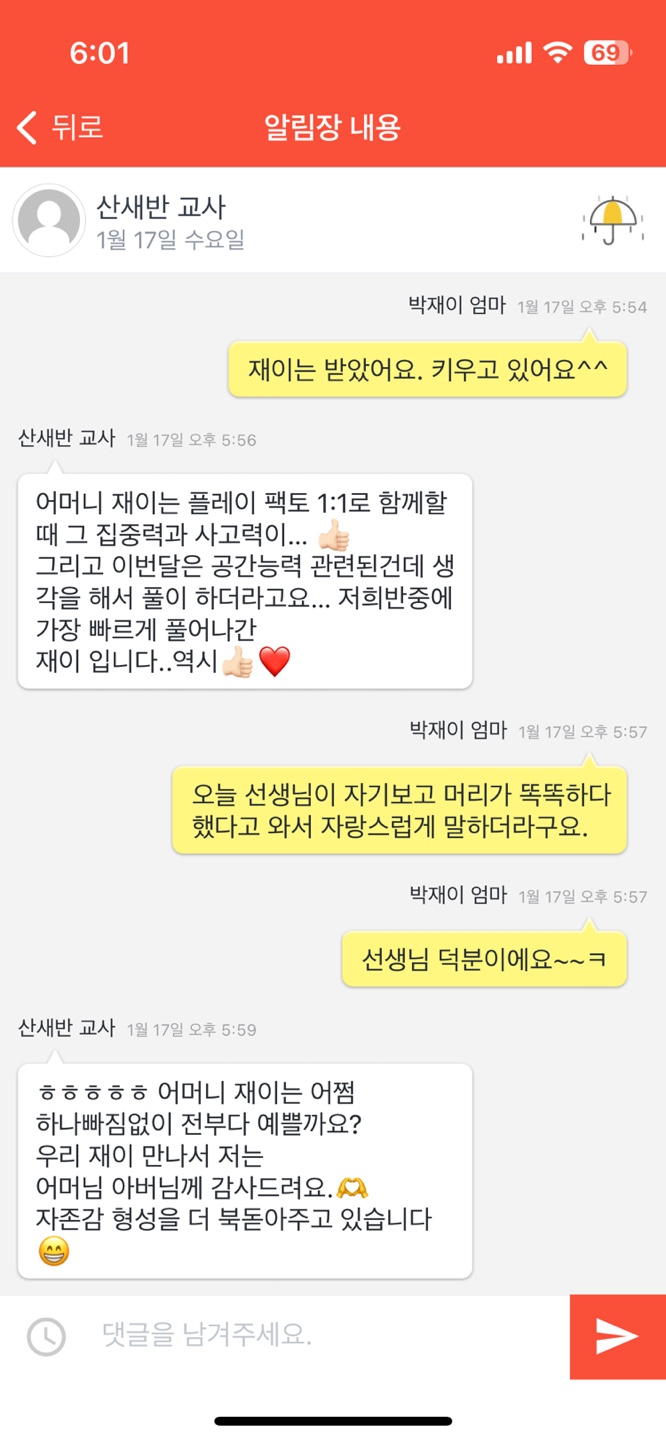 6:01
69
뒤로
알림장 내용
산새반 교사
1월 17일 수요일
박재이 엄마 1월 17일 오후 5:54
재이는 받았어요. 키우고 있어요^^
산새반 교사 1월 17일 오후 5:56
어머니 재이는 플레이 팩토 1:1로 함께할
때 그 집중력과 사고력이... 👍🏻
그리고 이번달은 공간능력 관련된건데 생
각을 해서 풀이 하더라고요... 저희반중에
가장 빠르게 풀어나간
재이 입니다..역시👍🏻❤️
박재이 엄마 1월 17일 오후 5:57
오늘 선생님이 자기보고 머리가 똑똑하다
했다고 와서 자랑스럽게 말하더라구요.
박재이 엄마 1월 17일 오후 5:57
선생님 덕분이에요~~ㅋ
산새반 교사 1월 17일 오후 5:59
ㅎㅎㅎㅎㅎ 어머니 재이는 어쩜
하나빠짐없이 전부다 예쁠까요?
우리 재이 만나서 저는
어머님 아버님께 감사드려요.🫶
자존감 형성을 더 북돋아주고 있습니다
😁
댓글을 남겨주세요.